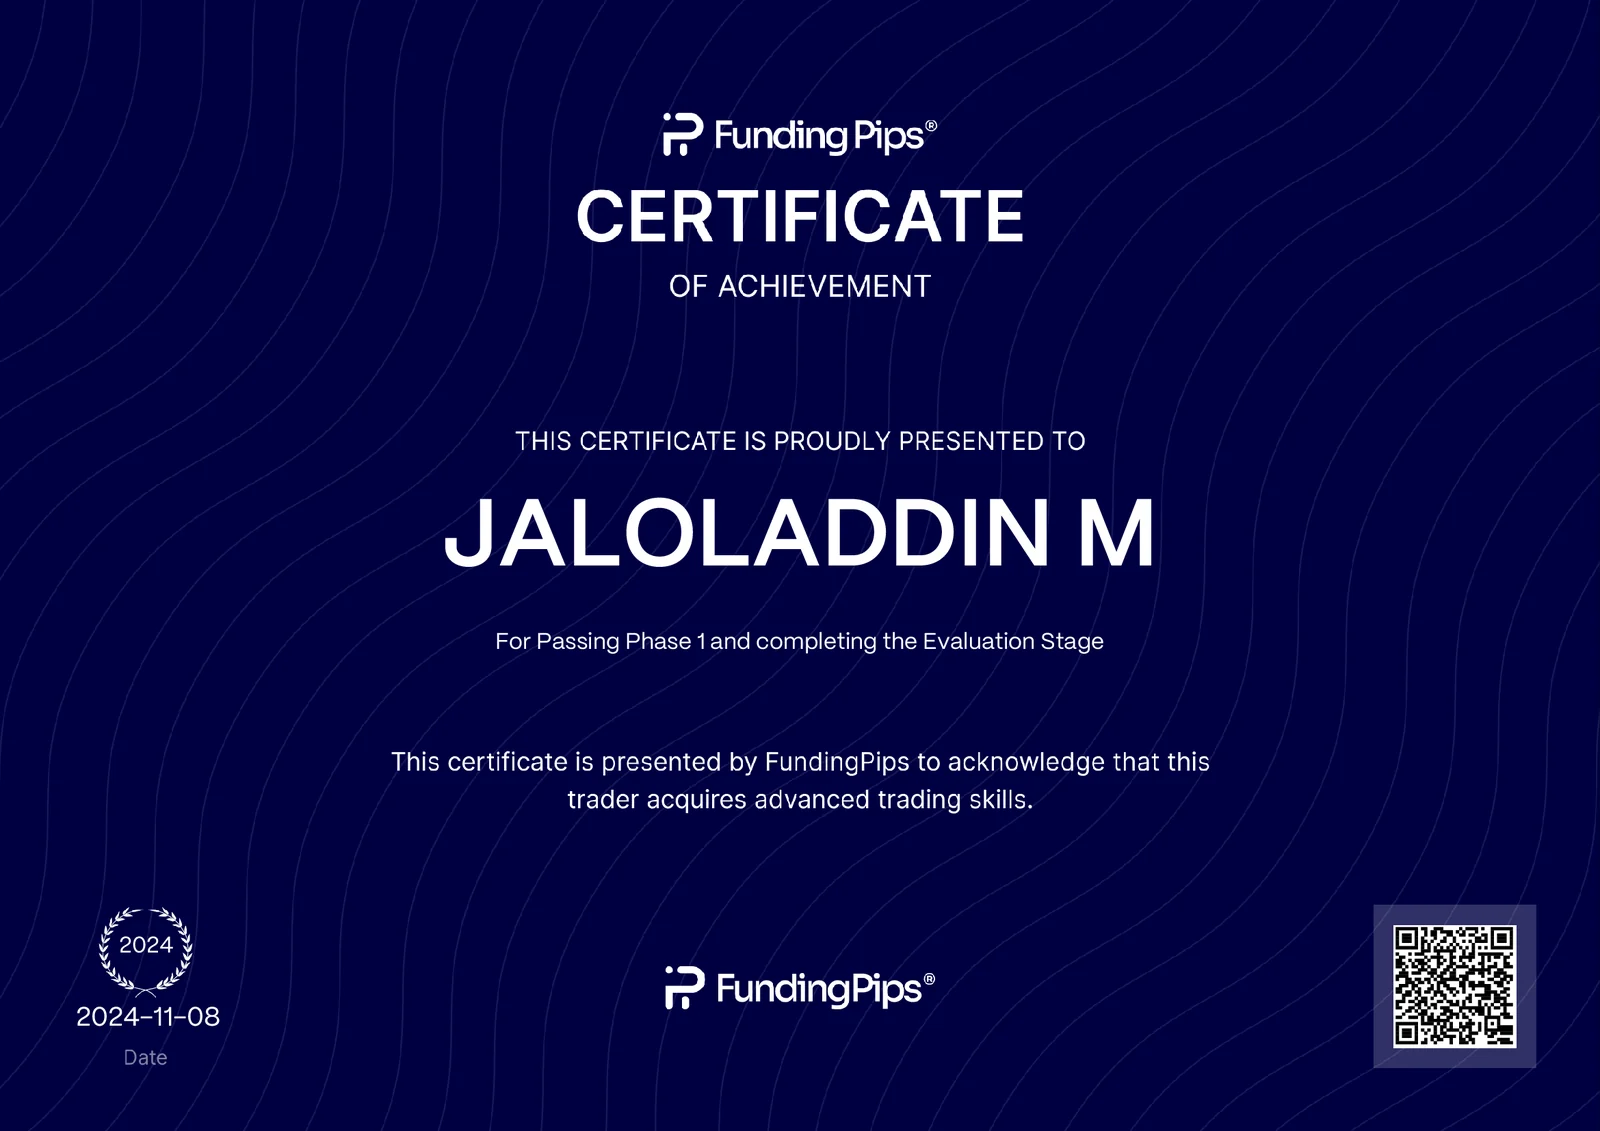 FundingPips®
CERTIFICATE
OF ACHIEVEMENT
THIS CERTIFICATE IS PROUDLY PRESENTED TO
JALOLADDIN M
For Passing Phase 1 and completing the Evaluation Stage
This certificate is presented by FundingPips to acknowledge that this
trader acquires advanced trading skills.
2024
2024-11-08
Date
FundingPips®